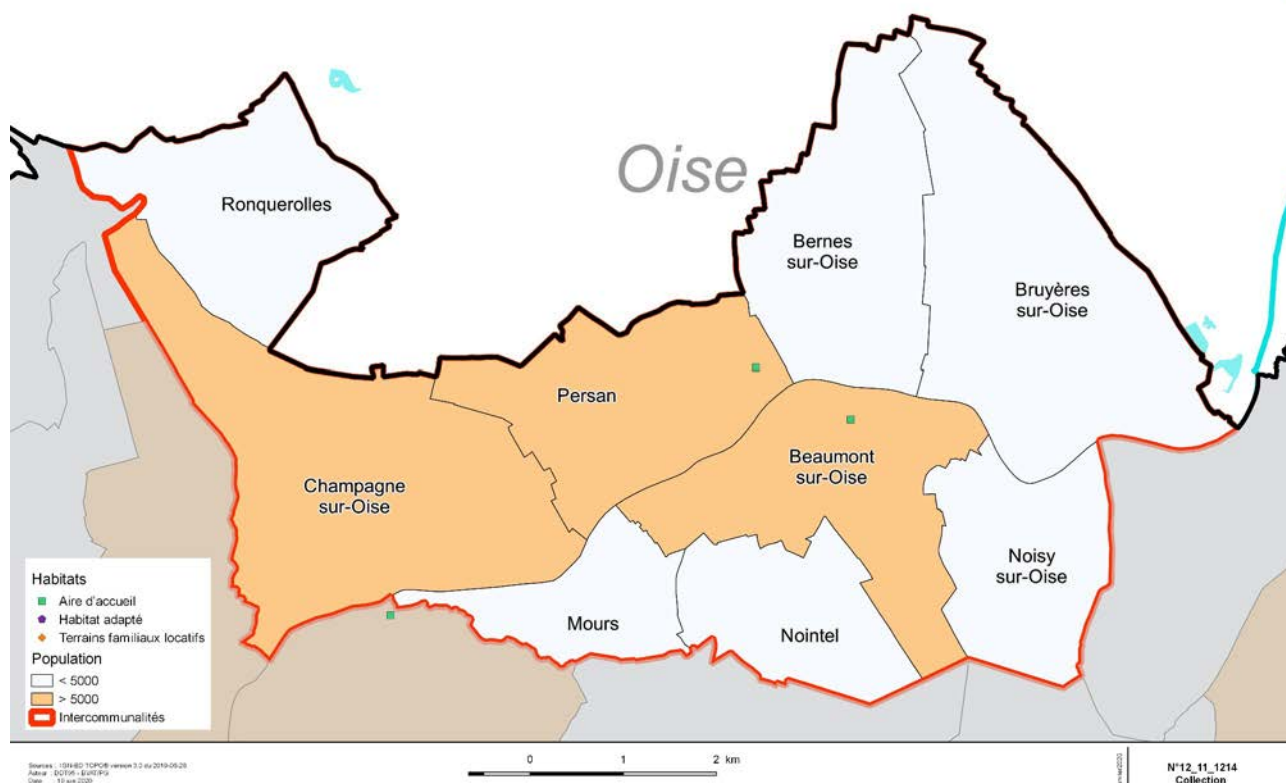 Oise
Ronquerolles
Bernes
sur-Oise
Bruyères
sur-Oise
Persan
Beaumont
sur-Oise
Champagne
sur-Oise
Noisy
sur-Oise
Mours
Nointel
Habitats
Aire d'accueil
Habitat adapté
Terrains familiaux locatifs
Population
< 5000
> 5000
Intercommunalités
0 1 2 km
N°12_11_1214
Collection